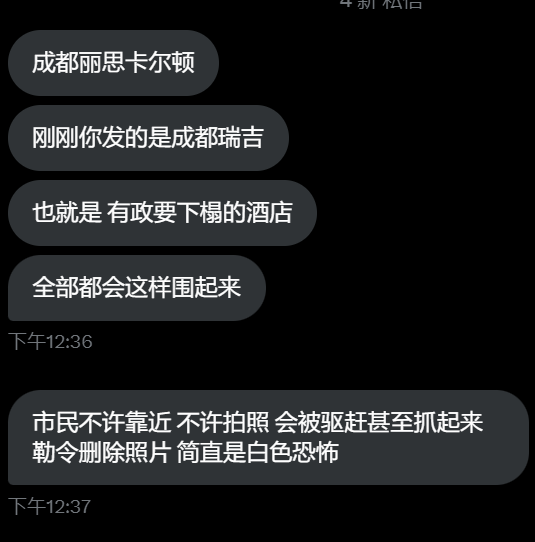 4 新 私信
成都丽思卡尔顿
刚刚你发的是成都瑞吉
也就是 有政要下榻的酒店
全部都会这样围起来
下午12:36
市民不许靠近 不许拍照 会被驱赶甚至抓起来
勒令删除照片 简直是白色恐怖
下午12:37